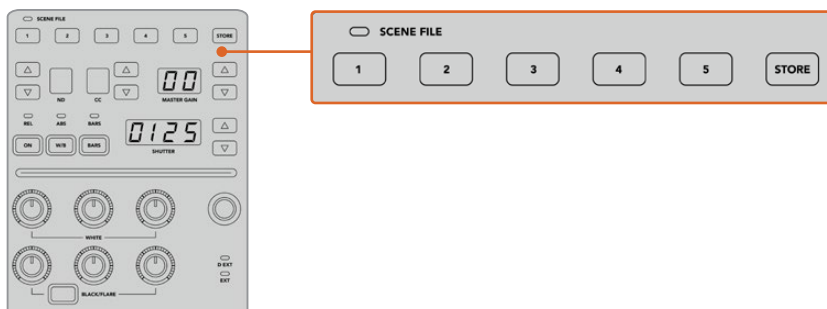 SCENE FILE
1 2 3 4 5 STORE
ND CC 00 MASTER GAIN
REL ABS BARS
ON W/B BARS 0125 SHUTTER
WHITE
D EXT
EXT
BLACK/FLARE
SCENE FILE
1 2 3 4 5 STORE